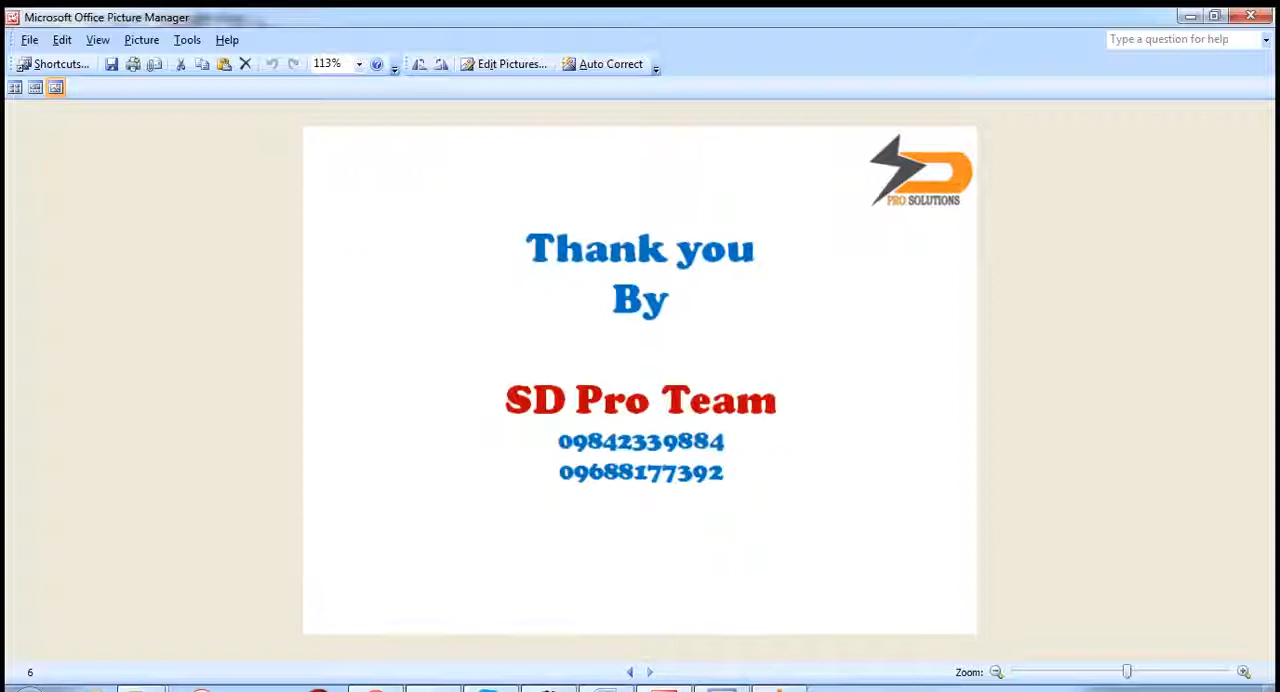 Microsoft Office Picture Manager
File Edit View Picture Tools Help
Type a question for help
Shortcuts... 113% Edit Pictures... Auto Correct
PRO SOLUTIONS
Thank you
By
SD Pro Team
09842339884
09688177392
6
Zoom: